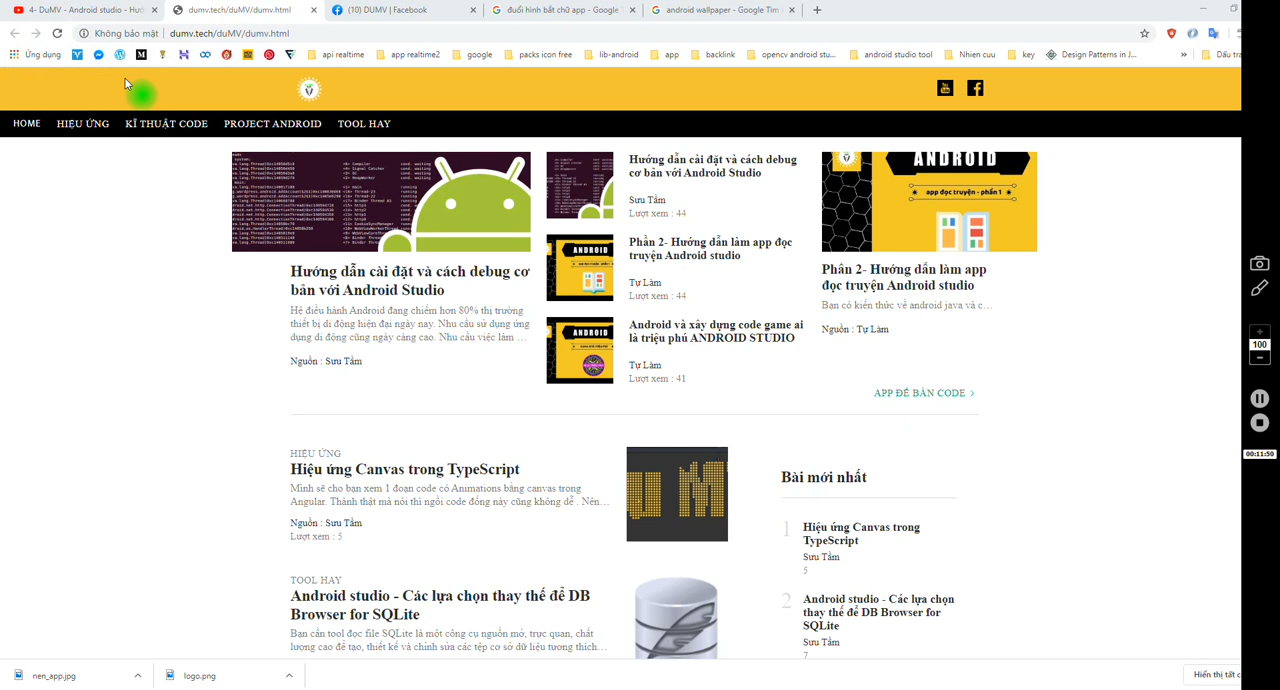 4- DuMV - Android studio - Hướ
dumv.tech/duMV/dumv.html
(10) DUMV | Facebook
đuổi hình bắt chữ app - Google T
android wallpaper - Google Tìm
Không bảo mật | dumv.tech/duMV/dumv.html
Ứng dụng
api realtime
app realtime2
google
packs icon free
lib-android
app
backlink
opencv android stu...
android studio tool
Nhien cuu
key
Design Patterns in J...
»
Dấu tra
HOME HIỆU ỨNG KĨ THUẬT CODE PROJECT ANDROID TOOL HAY
Hướng dẫn cài đặt và cách debug cơ
bản với Android Studio
Hệ điều hành Android đang chiếm hơn 80% thị trường
thiết bị di động hiện đại ngày nay. Nhu cầu sử dụng ứng
dụng di động cũng ngày càng cao. Nhu cầu việc làm ...
Nguồn : Sưu Tầm
Hướng dẫn cài đặt và cách debug
cơ bản với Android Studio
Sưu Tầm
Lượt xem : 44
ANDROID
Phần 2- Hướng dẫn làm app đọc
truyện Android studio
Tự Làm
Lượt xem : 44
ANDROID
Android và xây dựng code game ai
là triệu phú ANDROID STUDIO
Tự Làm
Lượt xem : 41
ANDROID
app đọc truyện - phần 1
Phần 2- Hướng dẫn làm app
đọc truyện Android studio
Bạn có kiến thức về android java và c...
Nguồn : Tự Làm
APP ĐỂ BÀN CODE >
HIỆU ỨNG
Hiệu ứng Canvas trong TypeScript
Mình sẽ cho bạn xem 1 đoạn code có Animations bằng canvas trong
Angular. Thành thật mà nói thì ngồi code đống này cũng không dễ . Nên...
Nguồn : Sưu Tầm
Lượt xem : 5
U M
TOOL HAY
Android studio - Các lựa chọn thay thế để DB
Browser for SQLite
Bạn cần tool đọc file SQLite là một công cụ nguồn mở, trực quan, chất
lượng cao để tạo, thiết kế và chỉnh sửa các tệp cơ sở dữ liệu tương thích...
Bài mới nhất
1
Hiệu ứng Canvas trong
TypeScript
Sưu Tầm
5
2
Android studio - Các lựa chọn
thay thế để DB Browser for
SQLite
Sưu Tầm
7
100
00:11:50
nen_app.jpg
logo.png
Hiển thị tất c